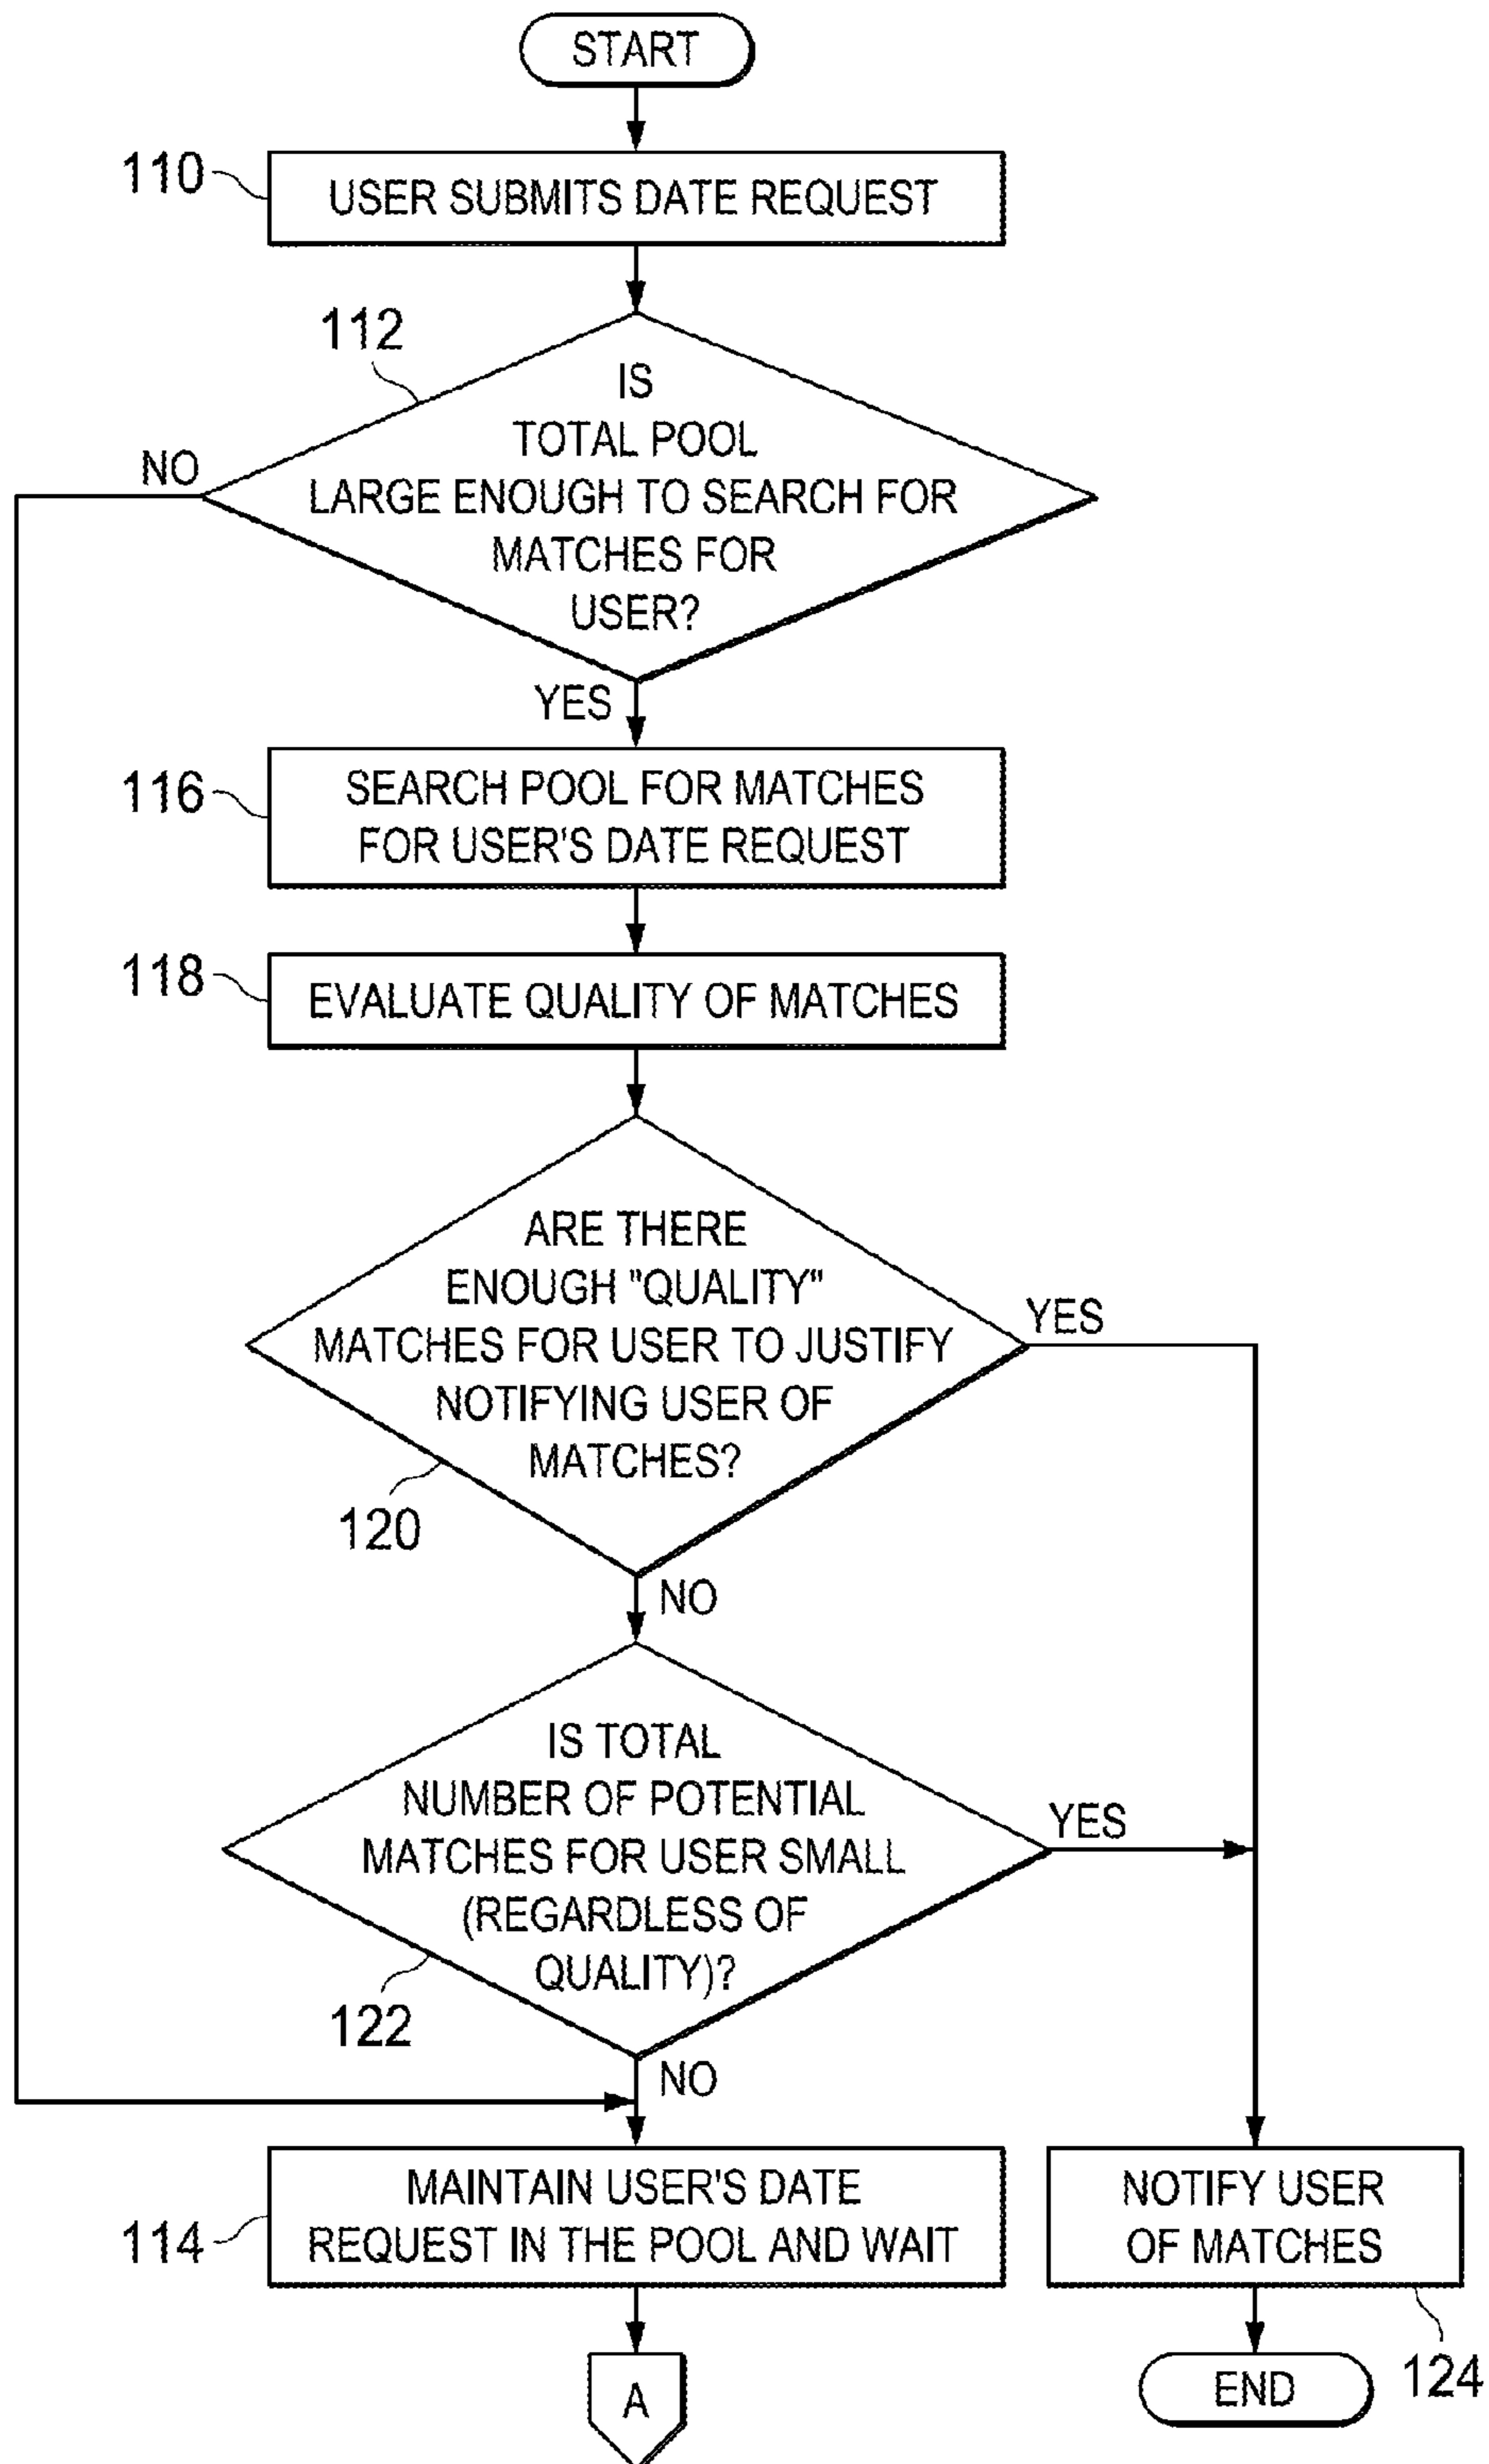 START
110
USER SUBMITS DATE REQUEST
112
IS
TOTAL POOL
LARGE ENOUGH TO SEARCH FOR
MATCHES FOR
USER?
NO
YES
116
SEARCH POOL FOR MATCHES
FOR USER'S DATE REQUEST
118
EVALUATE QUALITY OF MATCHES
ARE THERE
ENOUGH "QUALITY"
MATCHES FOR USER TO JUSTIFY
NOTIFYING USER OF
MATCHES?
YES
120
NO
IS TOTAL
NUMBER OF POTENTIAL
MATCHES FOR USER SMALL
(REGARDLESS OF
QUALITY)?
YES
122
NO
114
MAINTAIN USER'S DATE
REQUEST IN THE POOL AND WAIT
NOTIFY USER
OF MATCHES
124
A
END